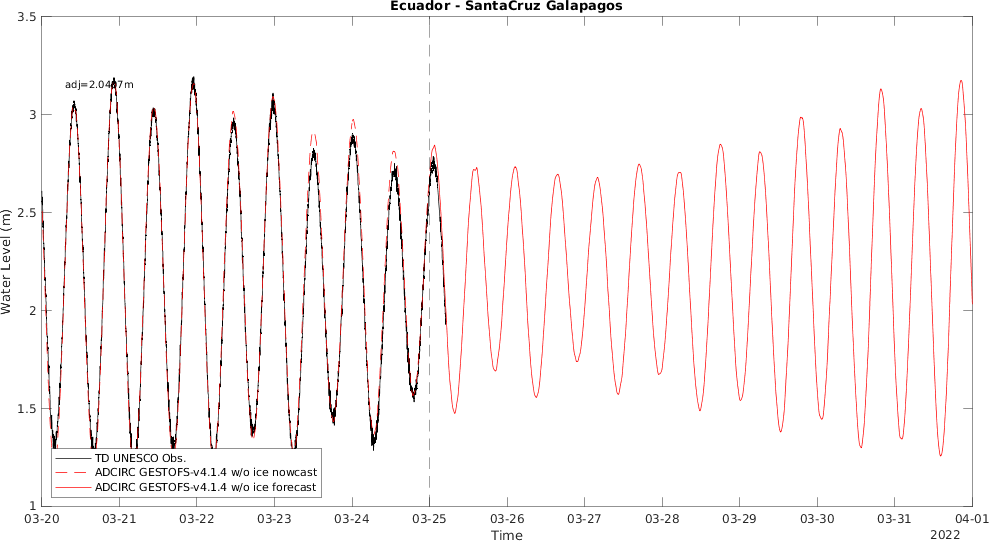 Ecuador - SantaCruz Galapagos
3.5
3
2.5
2
1.5
1
Water Level (m)
TD UNESCO Obs.
ADCIRC GESTOFS-v4.1.4 w/o ice nowcast
ADCIRC GESTOFS-v4.1.4 w/o ice forecast
03-20 03-21 03-22 03-23 03-24 03-25 03-26 03-27 03-28 03-29 03-30 03-31 04-01
Time
2022